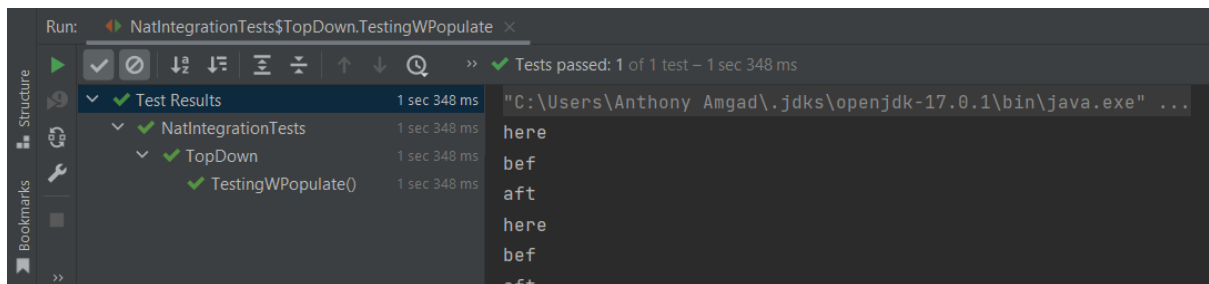 Run: NatIntegrationTests$TopDown.TestingWPopulate
Tests passed: 1 of 1 test – 1 sec 348 ms
Structure
Bookmarks
Test Results 1 sec 348 ms
NatIntegrationTests 1 sec 348 ms
TopDown 1 sec 348 ms
TestingWPopulate() 1 sec 348 ms
"C:\Users\Anthony Amgad\.jdks\openjdk-17.0.1\bin\java.exe" ...
here
bef
aft
here
bef
aft